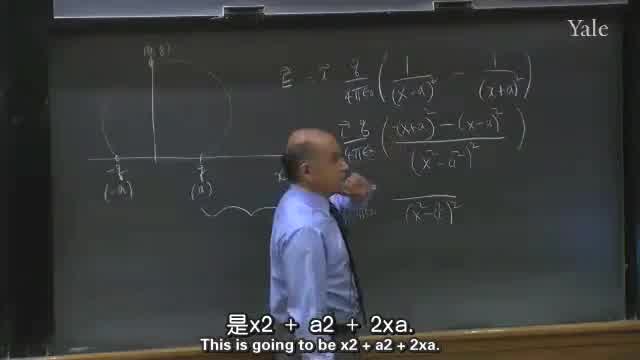 Yale
E = i q/4πε₀ ( 1/(x-a)² - 1/(x+a)² )
i q/4πε₀ ( (x+a)² - (x-a)² / (x² - a²)² )
(-a) (a) x
(x² - a²)²
是x2 + a2 + 2xa.
This is going to be x2 + a2 + 2xa.